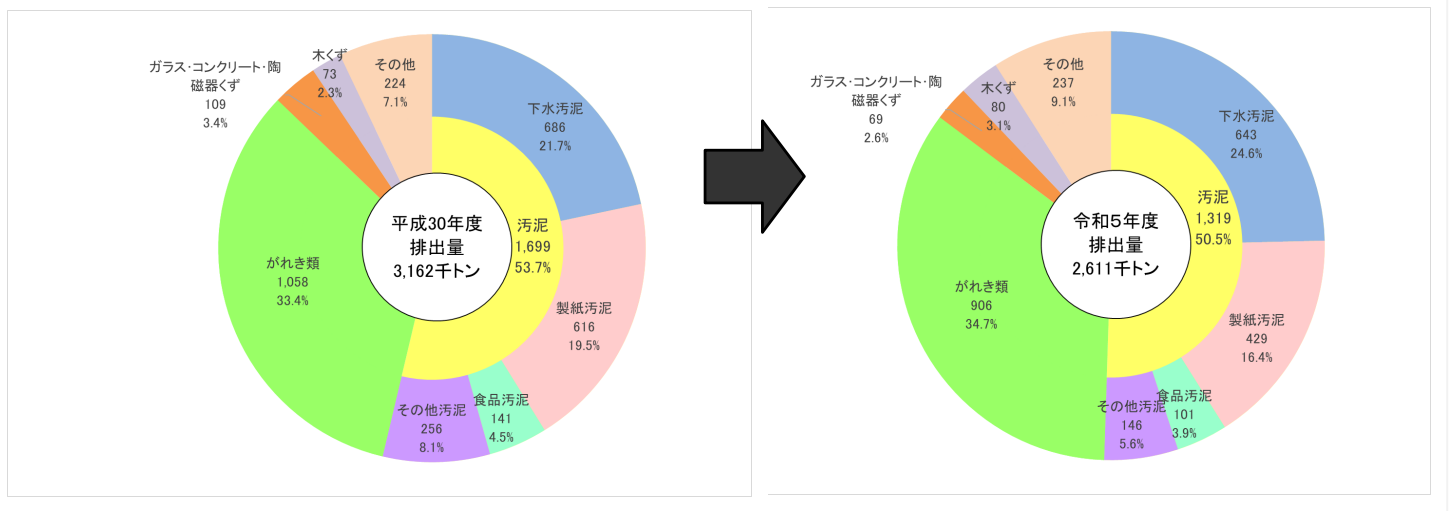 ガラス・コンクリート・陶
磁器くず
109
3.4%
木くず
73
2.3%
その他
224
7.1%
下水汚泥
686
21.7%
汚泥
1,699
53.7%
平成30年度
排出量
3,162千トン
がれき類
1,058
33.4%
製紙汚泥
616
19.5%
食品汚泥
141
4.5%
その他汚泥
256
8.1%
ガラス・コンクリート・陶
磁器くず
69
2.6%
木くず
80
3.1%
その他
237
9.1%
下水汚泥
643
24.6%
汚泥
1,319
50.5%
令和5年度
排出量
2,611千トン
がれき類
906
34.7%
製紙汚泥
429
16.4%
食品汚泥
101
3.9%
その他汚泥
146
5.6%